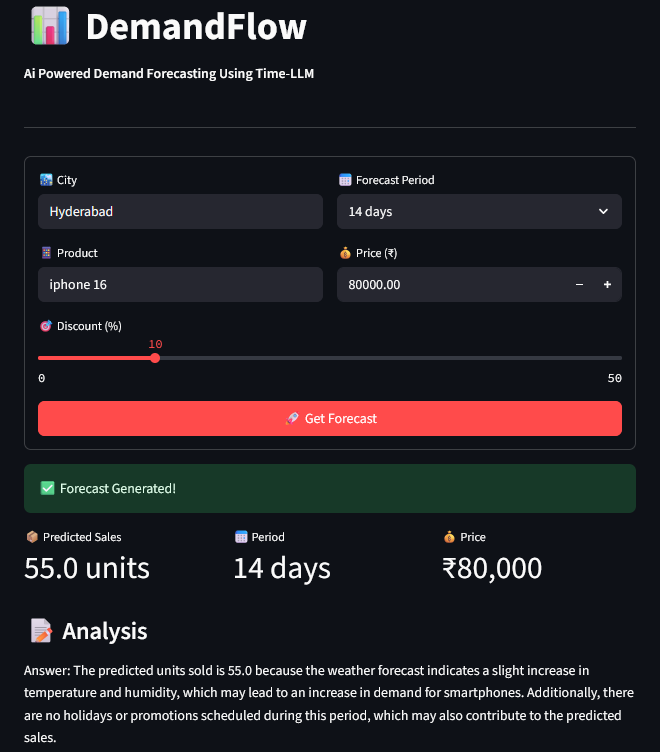 DemandFlow
Ai Powered Demand Forecasting Using Time-LLM
City
Forecast Period
Hyderabad
14 days
Product
Price (₹)
iphone 16
80000.00 − +
Discount (%)
10
0 50
Get Forecast
Forecast Generated!
Predicted Sales
Period
Price
55.0 units
14 days
₹80,000
Analysis
Answer: The predicted units sold is 55.0 because the weather forecast indicates a slight increase in
temperature and humidity, which may lead to an increase in demand for smartphones. Additionally, there
are no holidays or promotions scheduled during this period, which may also contribute to the predicted
sales.